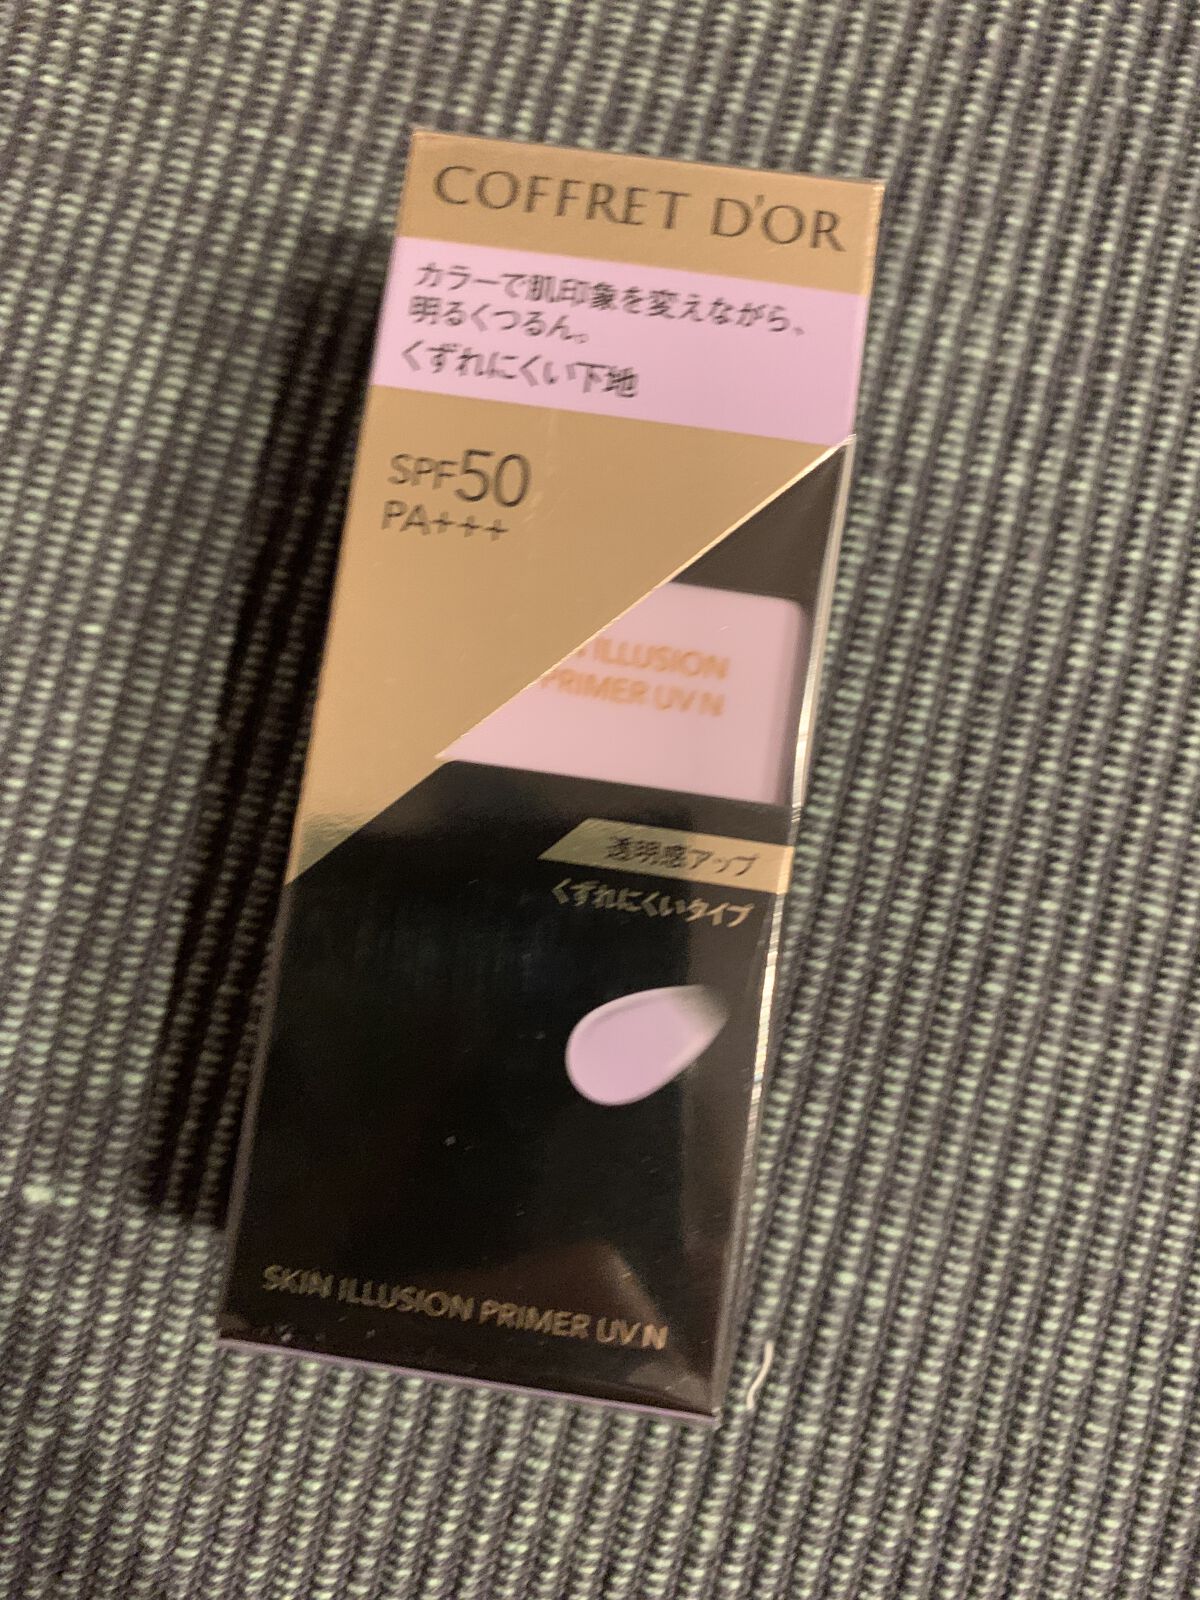 COFFRET D'OR
カラーで肌印象を変えながら、
明るくつるん。
くずれにくい下地
SPF50
PA+++
ILLUSION
PRIMER UV N
透明感アップ
くずれにくいタイプ
SKIN ILLUSION PRIMER UV N